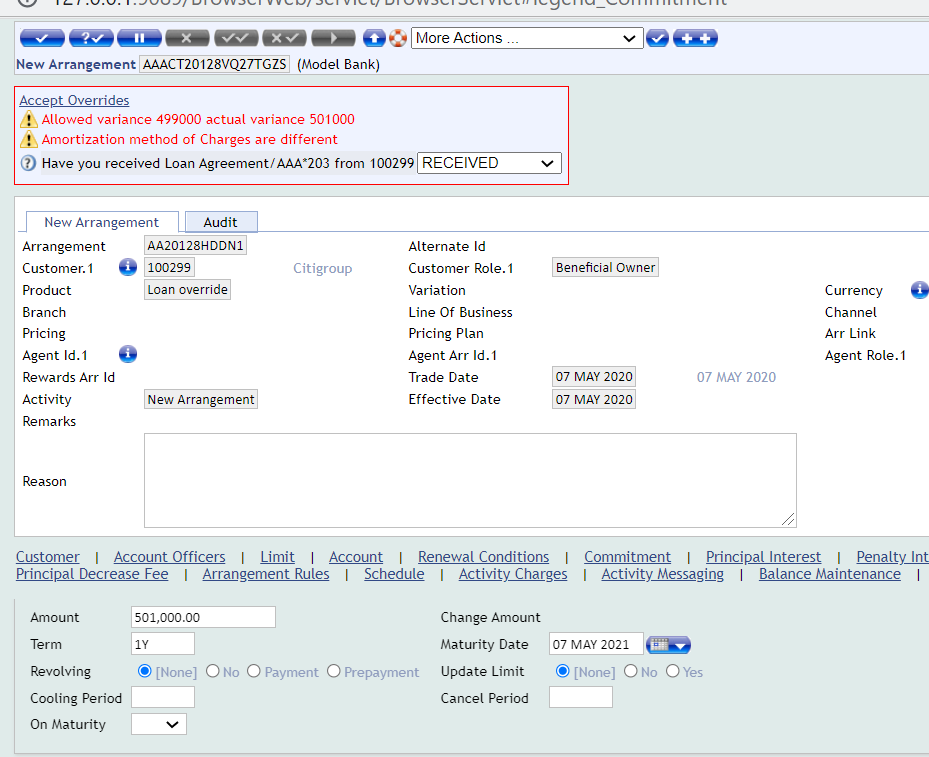 127.0.0.1:9089/BrowserWeb/servlet/BrowserServlet#legend_Commitment
More Actions ...
New Arrangement AAACT20128VQ27TGZS (Model Bank)
Accept Overrides
Allowed variance 499000 actual variance 501000
Amortization method of Charges are different
Have you received Loan Agreement/AAA*203 from 100299 RECEIVED
New Arrangement Audit
Arrangement AA20128HDDN1 Alternate Id
Customer.1 100299 Citigroup Customer Role.1 Beneficial Owner
Product Loan override Variation Currency
Branch Line Of Business Channel
Pricing Pricing Plan Arr Link
Agent Id.1 Agent Arr Id.1 Agent Role.1
Rewards Arr Id Trade Date 07 MAY 2020 07 MAY 2020
Activity New Arrangement Effective Date 07 MAY 2020
Remarks
Reason
Customer | Account Officers | Limit | Account | Renewal Conditions | Commitment | Principal Interest | Penalty Int
Principal Decrease Fee | Arrangement Rules | Schedule | Activity Charges | Activity Messaging | Balance Maintenance |
Amount 501,000.00 Change Amount
Term 1Y Maturity Date 07 MAY 2021
Revolving [None] No Payment Prepayment Update Limit [None] No Yes
Cooling Period Cancel Period
On Maturity